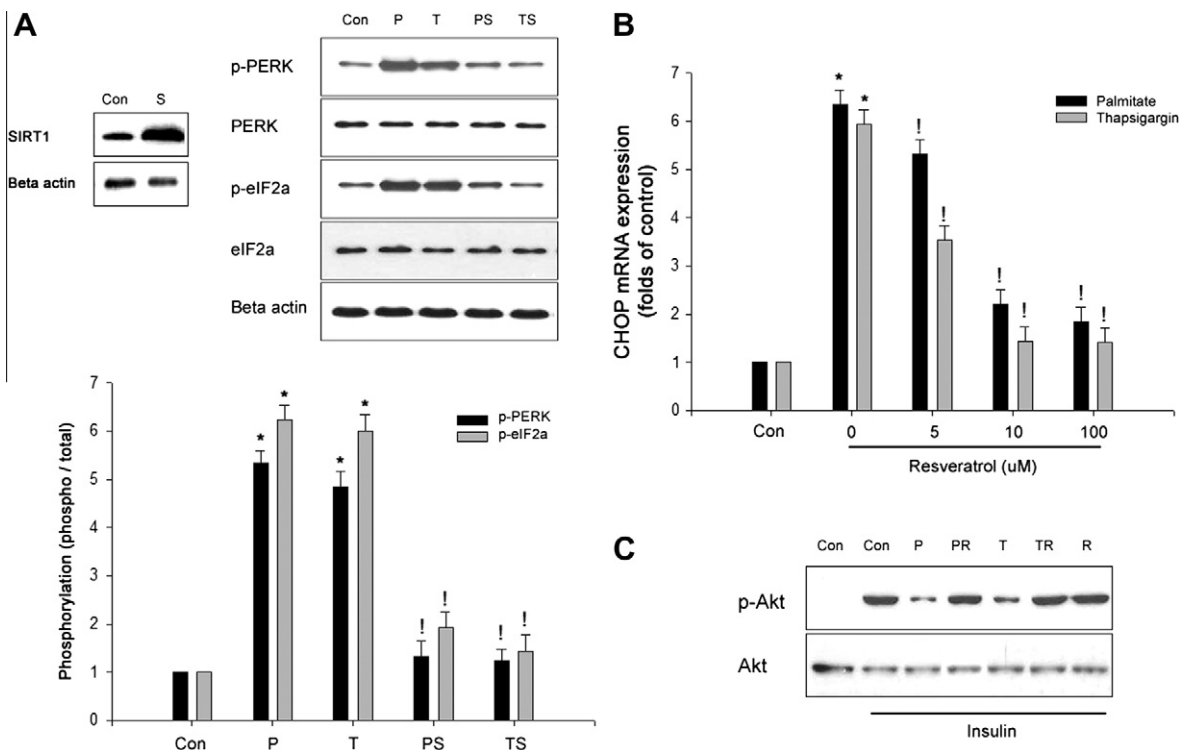 A
Con S
SIRT1
Beta actin
Con P T PS TS
p-PERK
PERK
p-eIF2a
eIF2a
Beta actin
Phosphorylation (phospho / total)
7
6
5
4
3
2
1
0
* * * * ! ! ! !
p-PERK
p-eIF2a
Con P T PS TS
B
CHOP mRNA expression
(folds of control)
7
6
5
4
3
2
1
0
* * ! ! ! ! ! !
Palmitate
Thapsigargin
Con 0 5 10 100
Resveratrol (uM)
C
Con Con P PR T TR R
p-Akt
Akt
Insulin